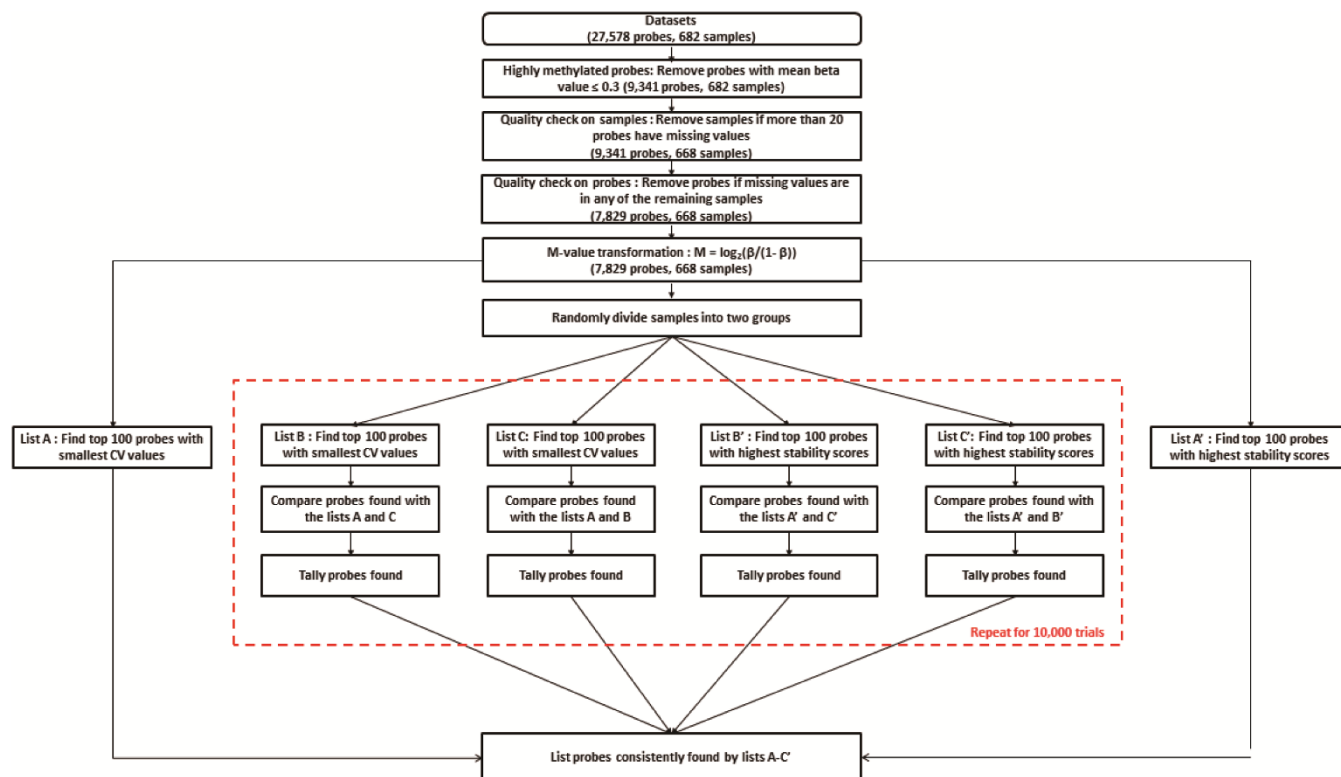 Datasets
(27,578 probes, 682 samples)
Highly methylated probes: Remove probes with mean beta
value ≤ 0.3 (9,341 probes, 682 samples)
Quality check on samples : Remove samples if more than 20
probes have missing values
(9,341 probes, 668 samples)
Quality check on probes : Remove probes if missing values are
in any of the remaining samples
(7,829 probes, 668 samples)
M-value transformation : M = log₂(β/(1- β))
(7,829 probes, 668 samples)
Randomly divide samples into two groups
List A : Find top 100 probes with
smallest CV values
List B : Find top 100 probes
with smallest CV values
List C: Find top 100 probes
with smallest CV values
List B’ : Find top 100 probes
with highest stability scores
List C’: Find top 100 probes
with highest stability scores
List A’ : Find top 100 probes
with highest stability scores
Compare probes found with
the lists A and C
Compare probes found
with the lists A and B
Compare probes found with
the lists A’ and C’
Compare probes found with
the lists A’ and B’
Tally probes found
Tally probes found
Tally probes found
Tally probes found
Repeat for 10,000 trials
List probes consistently found by lists A-C’